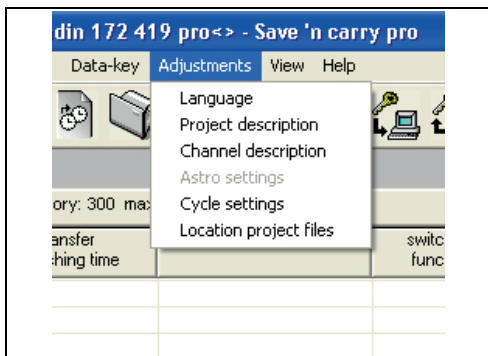 din 172 419 pro<> - Save 'n carry pro
Data-key Adjustments View Help
Language
Project description
Channel description
Astro settings
Cycle settings
Location project files
ory: 300 ma
ansfer
hing time
switc
func